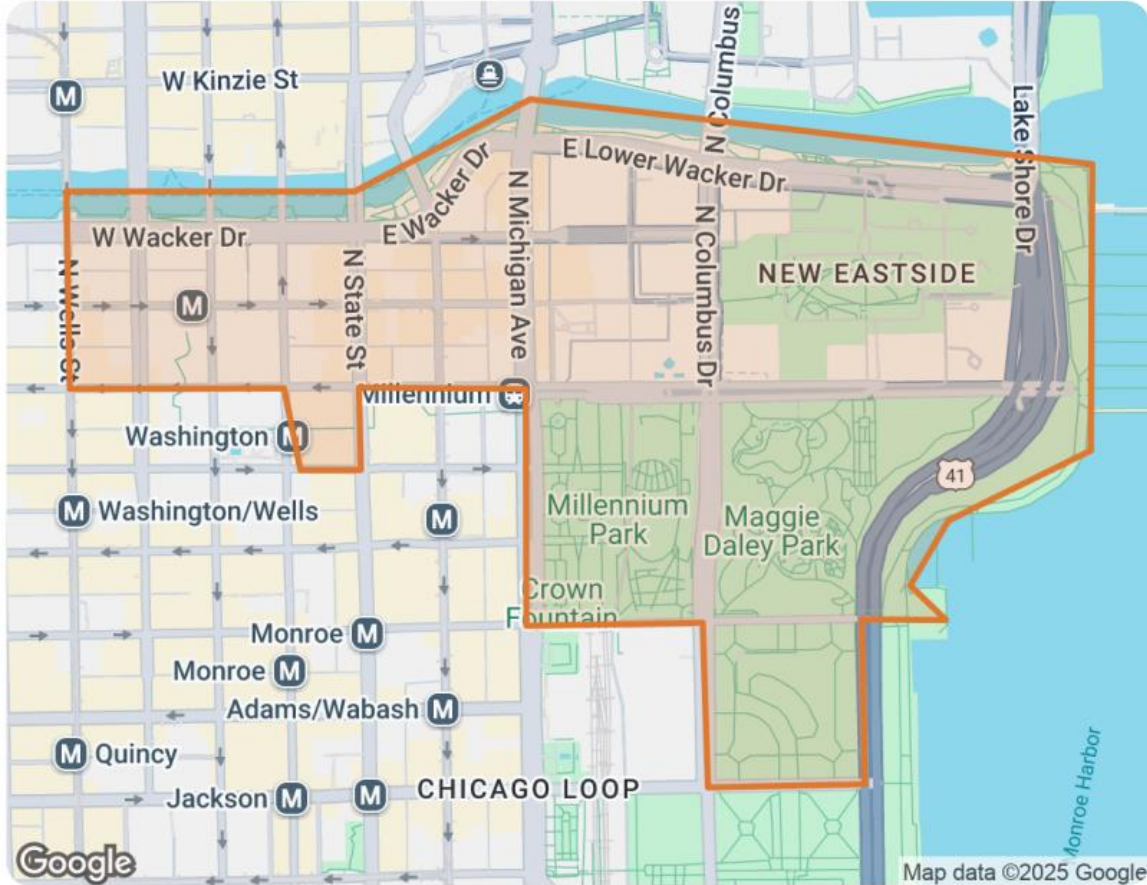 N Columbus
W Kinzie St
M
Lake Shore Dr
N Columbus Dr
E Lower Wacker Dr
E Wacker Dr
N Michigan Ave
W Wacker Dr
N Wells St
N State St
N Columbus Dr
NEW EASTSIDE
M
Millennium
Washington M
41
M Washington/Wells
M
Millennium
Park
Maggie
Daley Park
Crown
Fountain
Monroe M
Monroe M
Adams/Wabash M
M Quincy
Jackson M
M
CHICAGO LOOP
Monroe Harbor
Google
Map data ©2025 Google